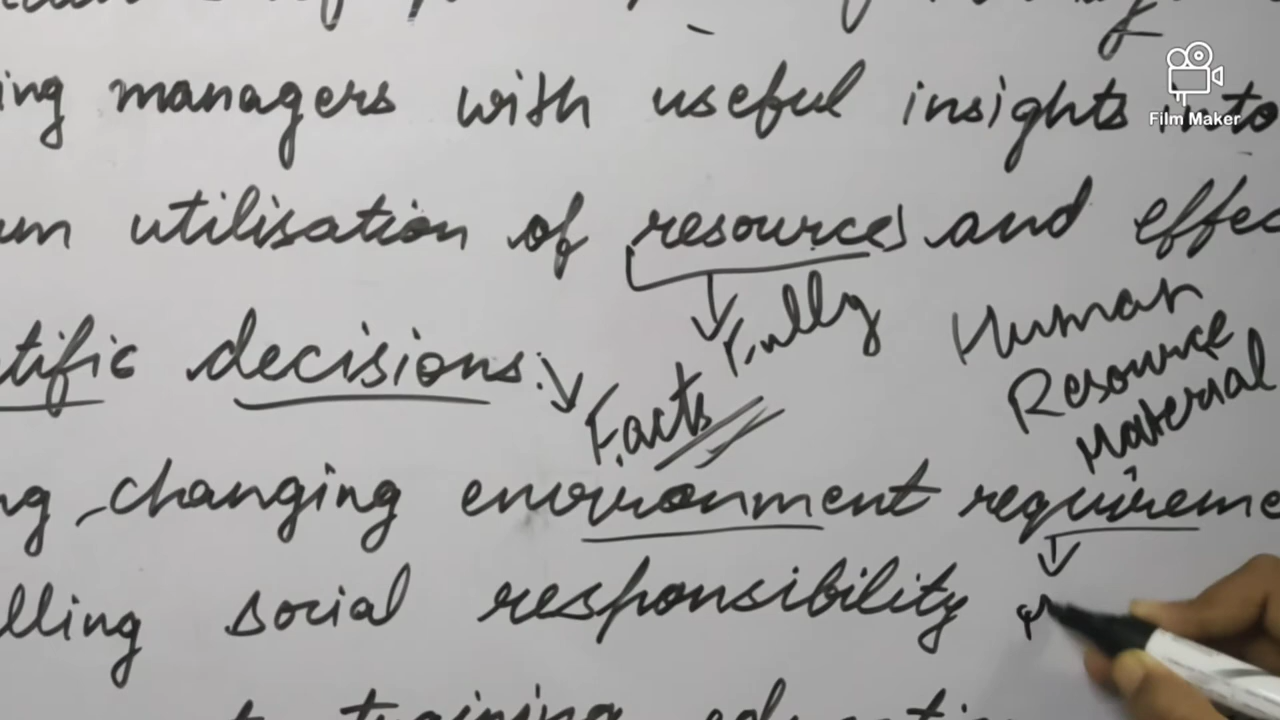 ing managers with useful insights into
Film Maker
um utilisation of resources and effec
Fully
Human
Resource
Material
tific decisions.
Facts
ng changing environment requireme
lling social responsibility
training